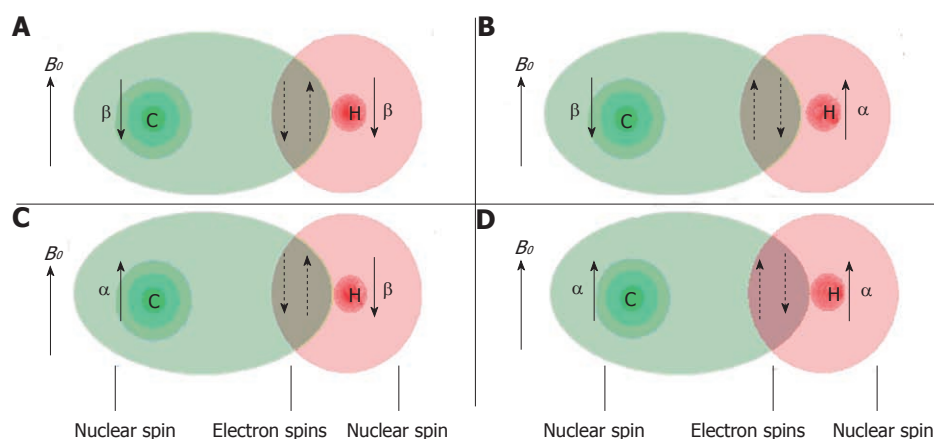 A
B₀
β
C
H
β
B
B₀
β
C
H
α
C
B₀
α
C
H
β
D
B₀
α
C
H
α
Nuclear spin Electron spins Nuclear spin
Nuclear spin Electron spins Nuclear spin